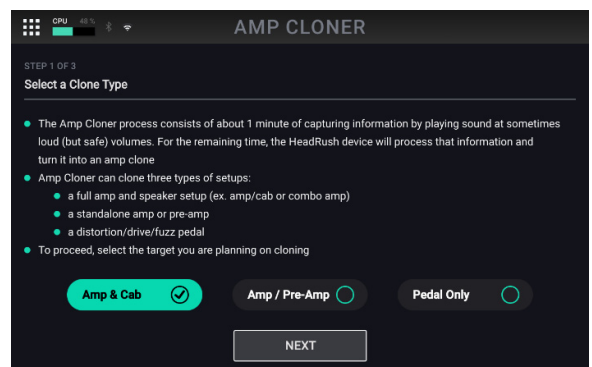 CPU 48 %
AMP CLONER
STEP 1 OF 3
Select a Clone Type
The Amp Cloner process consists of about 1 minute of capturing information by playing sound at sometimes
loud (but safe) volumes. For the remaining time, the HeadRush device will process that information and
turn it into an amp clone
Amp Cloner can clone three types of setups:
a full amp and speaker setup (ex. amp/cab or combo amp)
a standalone amp or pre-amp
a distortion/drive/fuzz pedal
To proceed, select the target you are planning on cloning
Amp & Cab
Amp / Pre-Amp
Pedal Only
NEXT